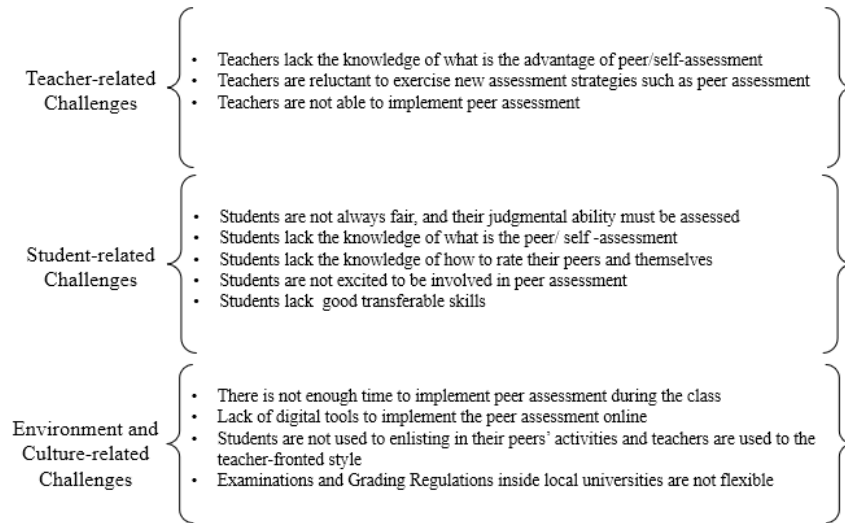 Teacher-related
Challenges
• Teachers lack the knowledge of what is the advantage of peer/self-assessment
• Teachers are reluctant to exercise new assessment strategies such as peer assessment
• Teachers are not able to implement peer assessment
Student-related
Challenges
• Students are not always fair, and their judgmental ability must be assessed
• Students lack the knowledge of what is the peer/ self -assessment
• Students lack the knowledge of how to rate their peers and themselves
• Students are not excited to be involved in peer assessment
• Students lack good transferable skills
Environment and
Culture-related
Challenges
• There is not enough time to implement peer assessment during the class
• Lack of digital tools to implement the peer assessment online
• Students are not used to enlisting in their peers’ activities and teachers are used to the
teacher-fronted style
• Examinations and Grading Regulations inside local universities are not flexible